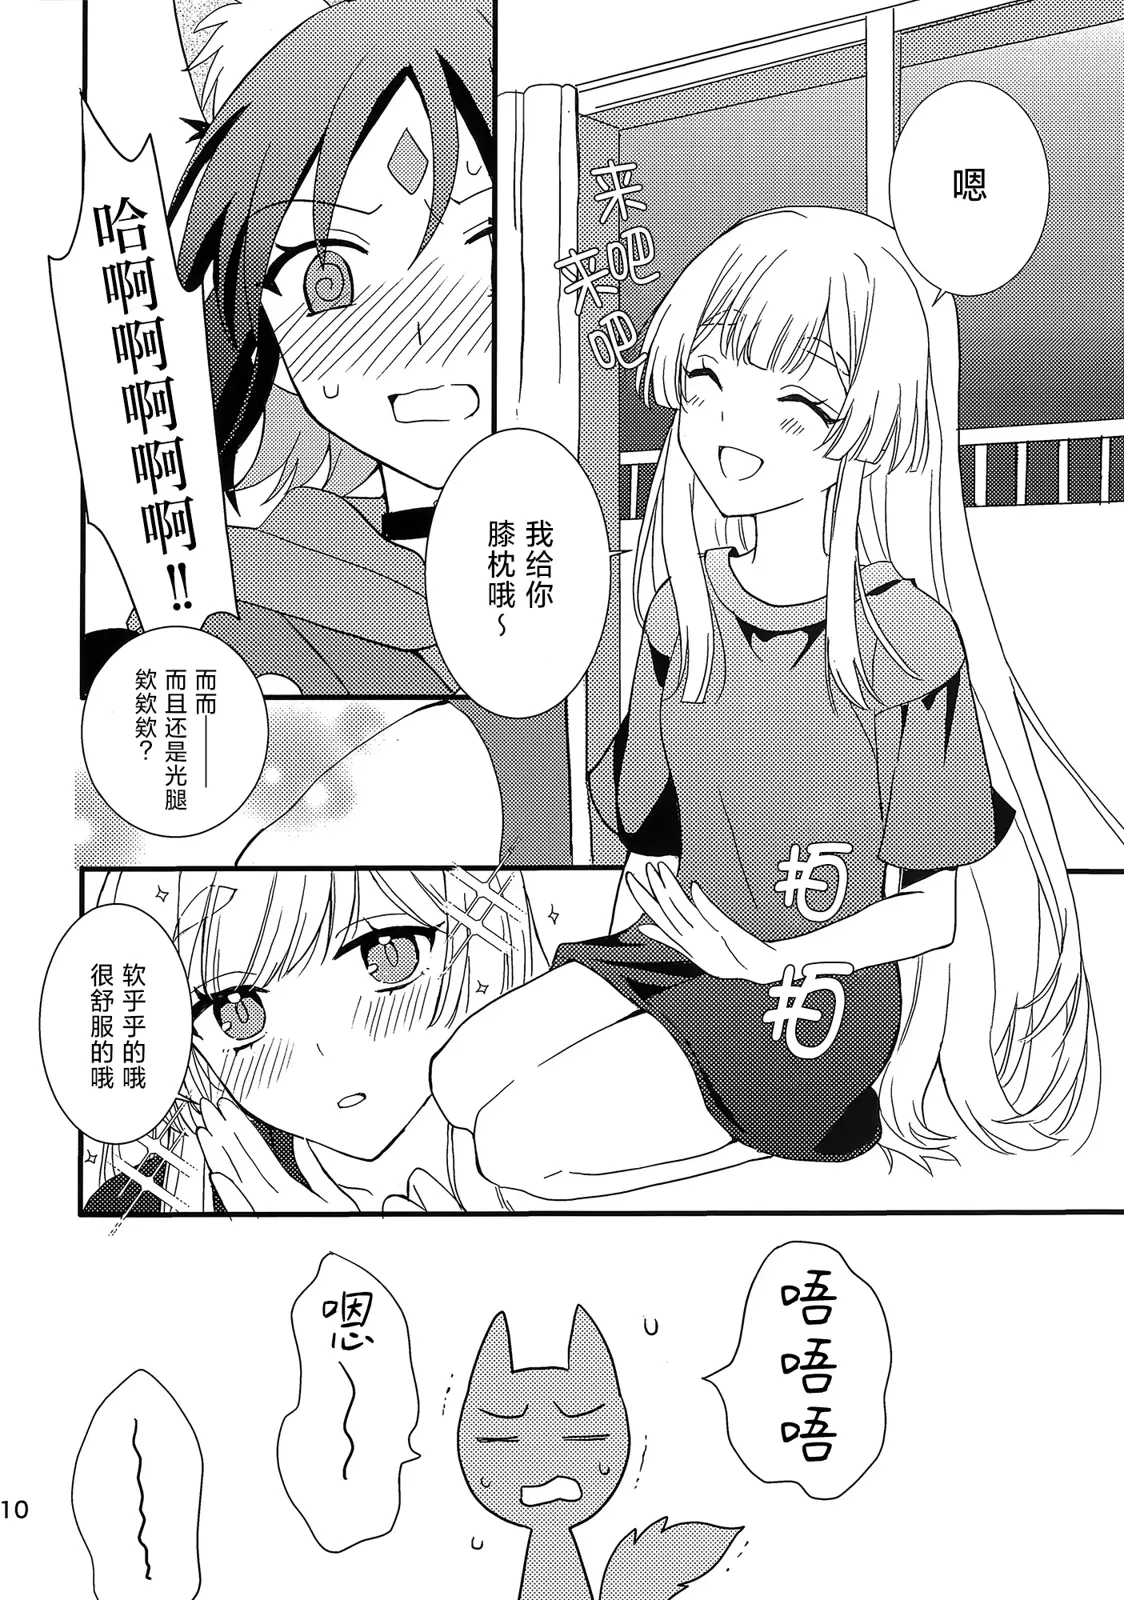 嗯
来吧
来吧
我给你
膝枕哦～
拍
拍
哈啊啊啊啊啊!!
而而——
而且还是光腿
欸欸欸？
软乎乎的哦
很舒服的哦
唔唔唔
嗯
10